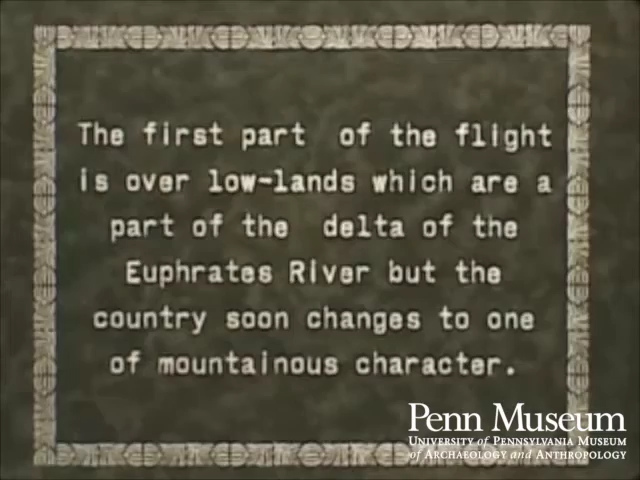 The first part of the flight
is over low-lands which are a
part of the delta of the
Euphrates River but the
country soon changes to one
of mountainous character.
Penn Museum
University of Pennsylvania Museum
of Archaeology and Anthropology